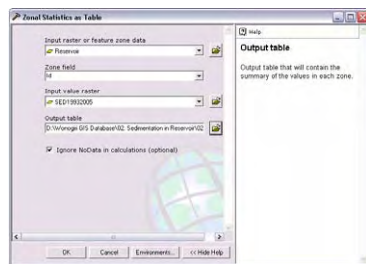 Zonal Statistics as Table
Input raster or feature zone data
Reservoir
Zone field
Id
Input value raster
SED19932005
Output table
D:\Wonogiri GIS Database\02. Sedimentation in Reservoir\02
Ignore NoData in calculations (optional)
OK
Cancel
Environments...
<< Hide Help
Help
Output table
Output table that will contain the
summary of the values in each zone.